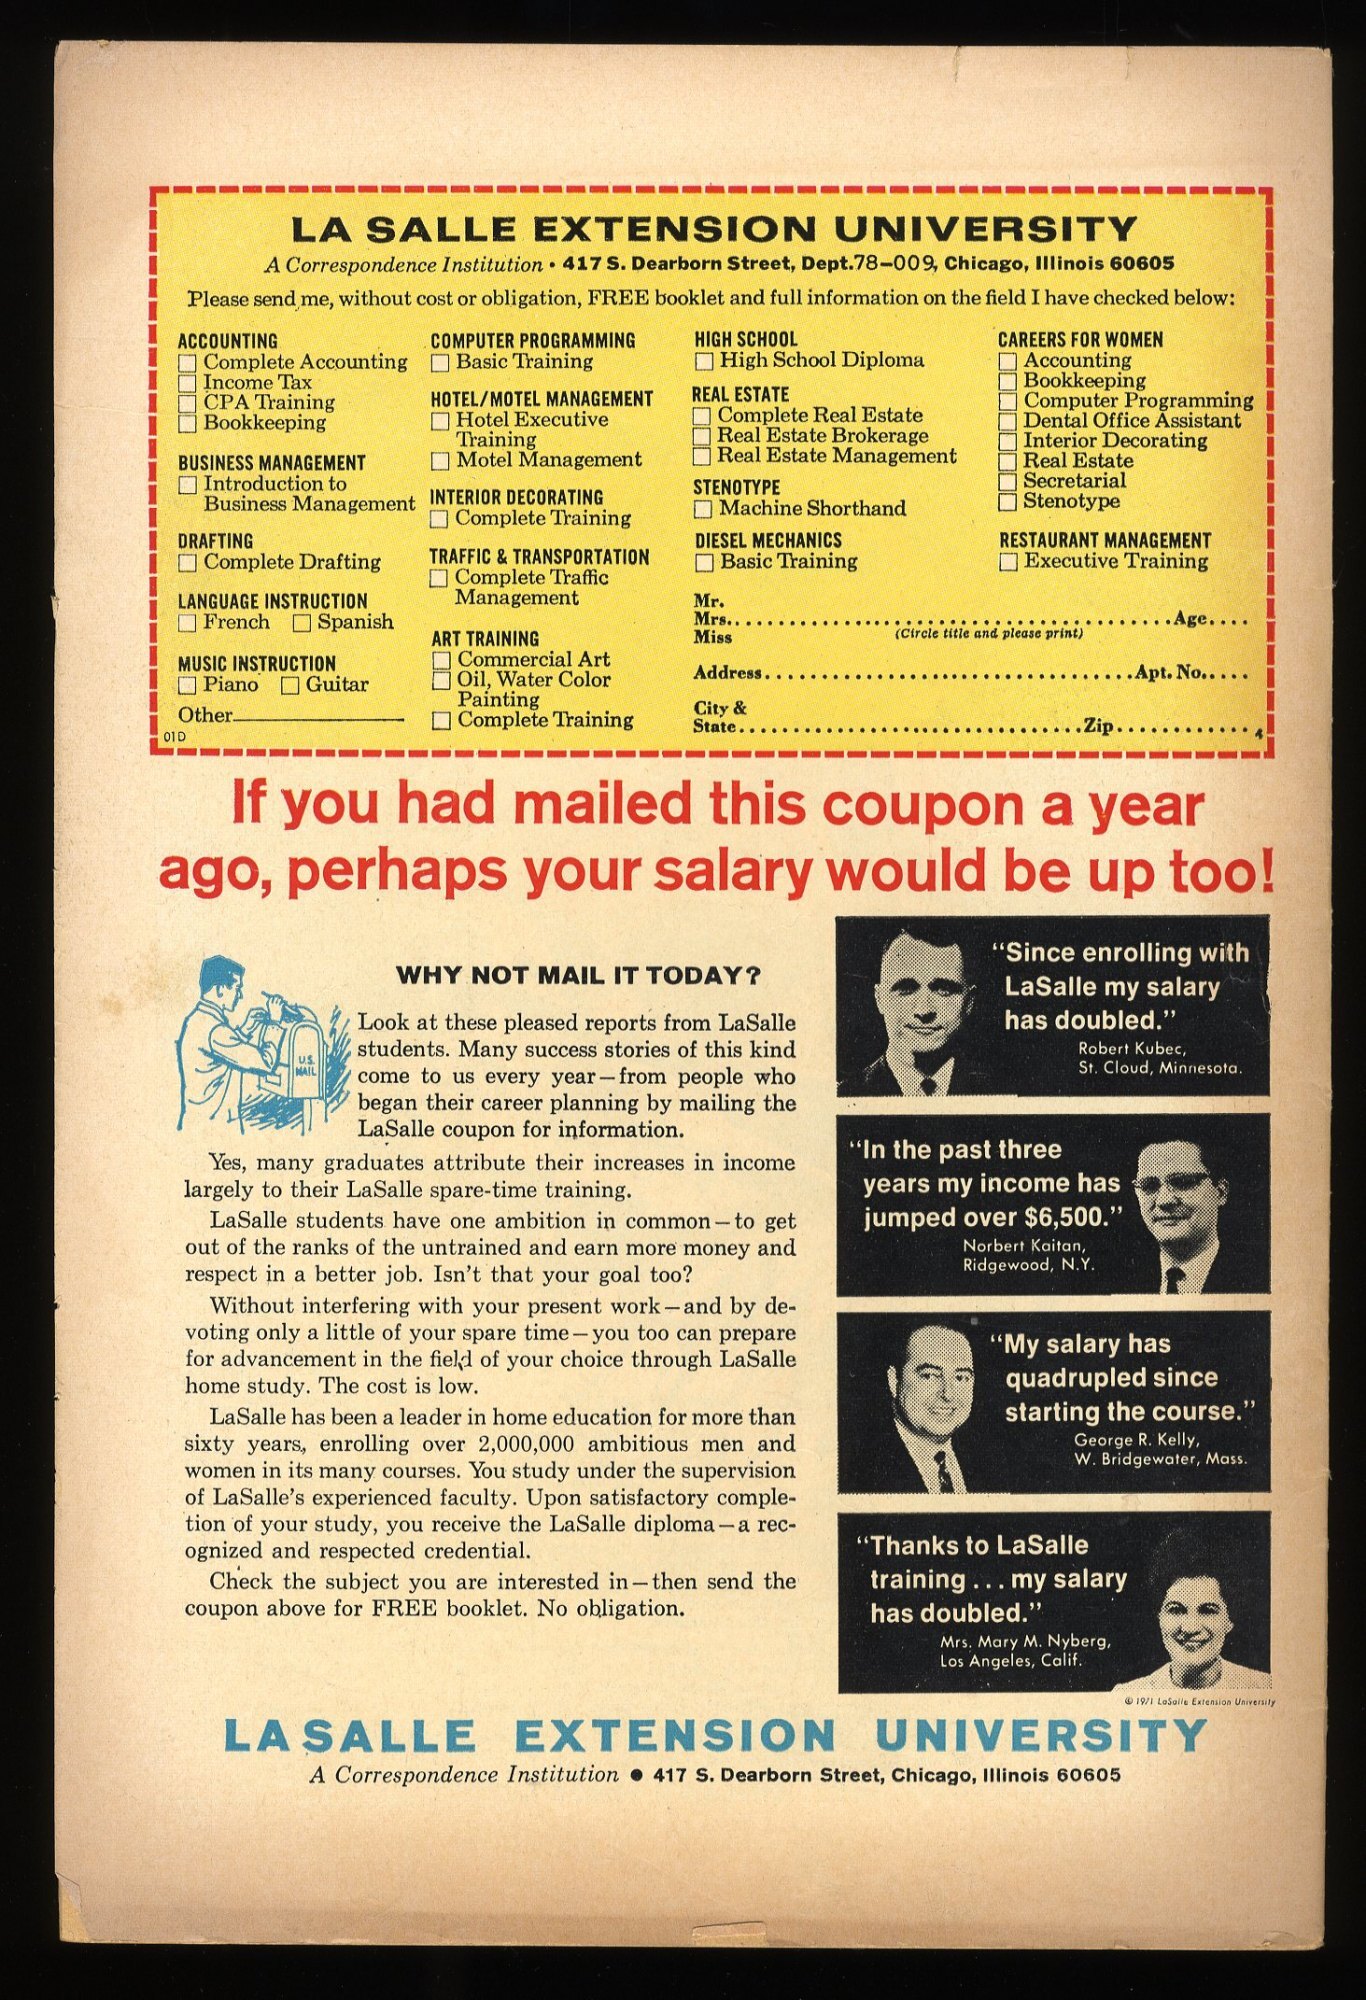 LA SALLE EXTENSION UNIVERSITY
A Correspondence Institution • 417 S. Dearborn Street, Dept.78–009, Chicago, Illinois 60605
Please send me, without cost or obligation, FREE booklet and full information on the field I have checked below:
ACCOUNTING
Complete Accounting
Income Tax
CPA Training
Bookkeeping
BUSINESS MANAGEMENT
Introduction to
Business Management
DRAFTING
Complete Drafting
LANGUAGE INSTRUCTION
French Spanish
MUSIC INSTRUCTION
Piano Guitar
Other
01D
COMPUTER PROGRAMMING
Basic Training
HOTEL/MOTEL MANAGEMENT
Hotel Executive
Training
Motel Management
INTERIOR DECORATING
Complete Training
TRAFFIC & TRANSPORTATION
Complete Traffic
Management
ART TRAINING
Commercial Art
Oil, Water Color
Painting
Complete Training
HIGH SCHOOL
High School Diploma
REAL ESTATE
Complete Real Estate
Real Estate Brokerage
Real Estate Management
STENOTYPE
Machine Shorthand
DIESEL MECHANICS
Basic Training
CAREERS FOR WOMEN
Accounting
Bookkeeping
Computer Programming
Dental Office Assistant
Interior Decorating
Real Estate
Secretarial
Stenotype
RESTAURANT MANAGEMENT
Executive Training
Mr.
Mrs. Age
Miss (Circle title and please print)
Address Apt. No.
City &
State Zip 4
If you had mailed this coupon a year
ago, perhaps your salary would be up too!
WHY NOT MAIL IT TODAY?
U.S.
MAIL
Look at these pleased reports from LaSalle
students. Many success stories of this kind
come to us every year—from people who
began their career planning by mailing the
LaSalle coupon for information.
Yes, many graduates attribute their increases in income
largely to their LaSalle spare-time training.
LaSalle students have one ambition in common—to get
out of the ranks of the untrained and earn more money and
respect in a better job. Isn't that your goal too?
Without interfering with your present work—and by de-
voting only a little of your spare time—you too can prepare
for advancement in the field of your choice through LaSalle
home study. The cost is low.
LaSalle has been a leader in home education for more than
sixty years, enrolling over 2,000,000 ambitious men and
women in its many courses. You study under the supervision
of LaSalle's experienced faculty. Upon satisfactory comple-
tion of your study, you receive the LaSalle diploma—a rec-
ognized and respected credential.
Check the subject you are interested in—then send the
coupon above for FREE booklet. No obligation.
"Since enrolling with
LaSalle my salary
has doubled."
Robert Kubec,
St. Cloud, Minnesota.
"In the past three
years my income has
jumped over $6,500."
Norbert Kaitan,
Ridgewood, N.Y.
"My salary has
quadrupled since
starting the course."
George R. Kelly,
W. Bridgewater, Mass.
"Thanks to LaSalle
training . . . my salary
has doubled."
Mrs. Mary M. Nyberg,
Los Angeles, Calif.
© 1971 LaSalle Extension University
LASALLE EXTENSION UNIVERSITY
A Correspondence Institution ● 417 S. Dearborn Street, Chicago, Illinois 60605